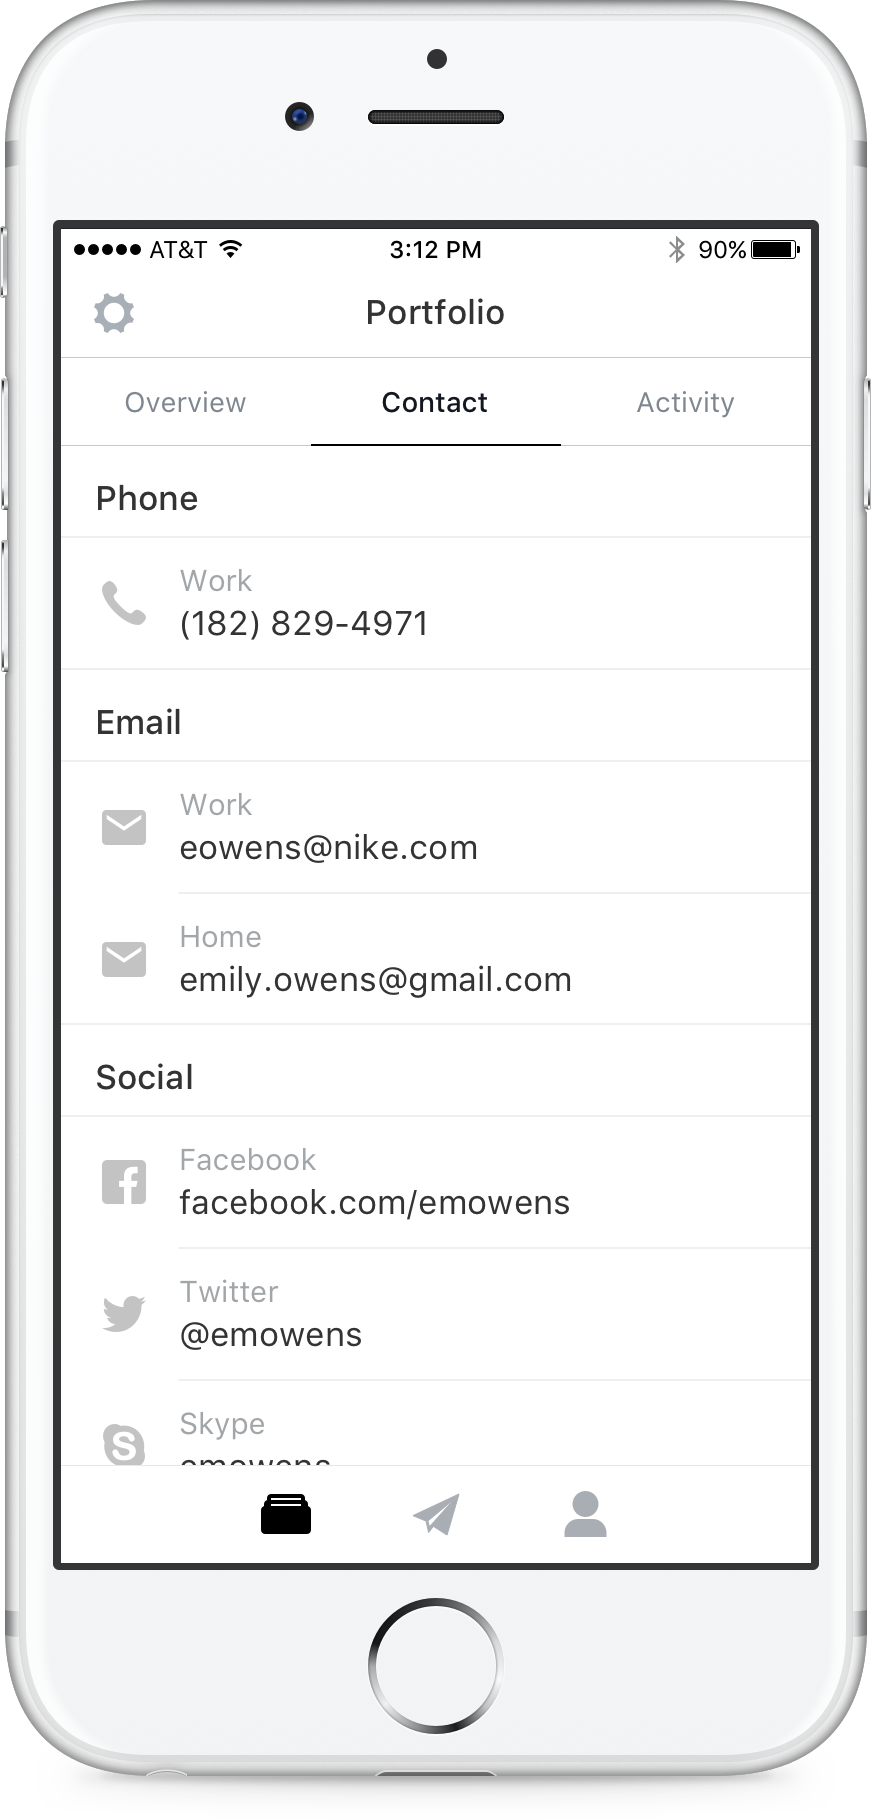 AT&T 3:12 PM 90%
Portfolio
Overview Contact Activity
Phone
Work
(182) 829-4971
Email
Work
eowens@nike.com
Home
emily.owens@gmail.com
Social
Facebook
facebook.com/emowens
Twitter
@emowens
Skype
emowens